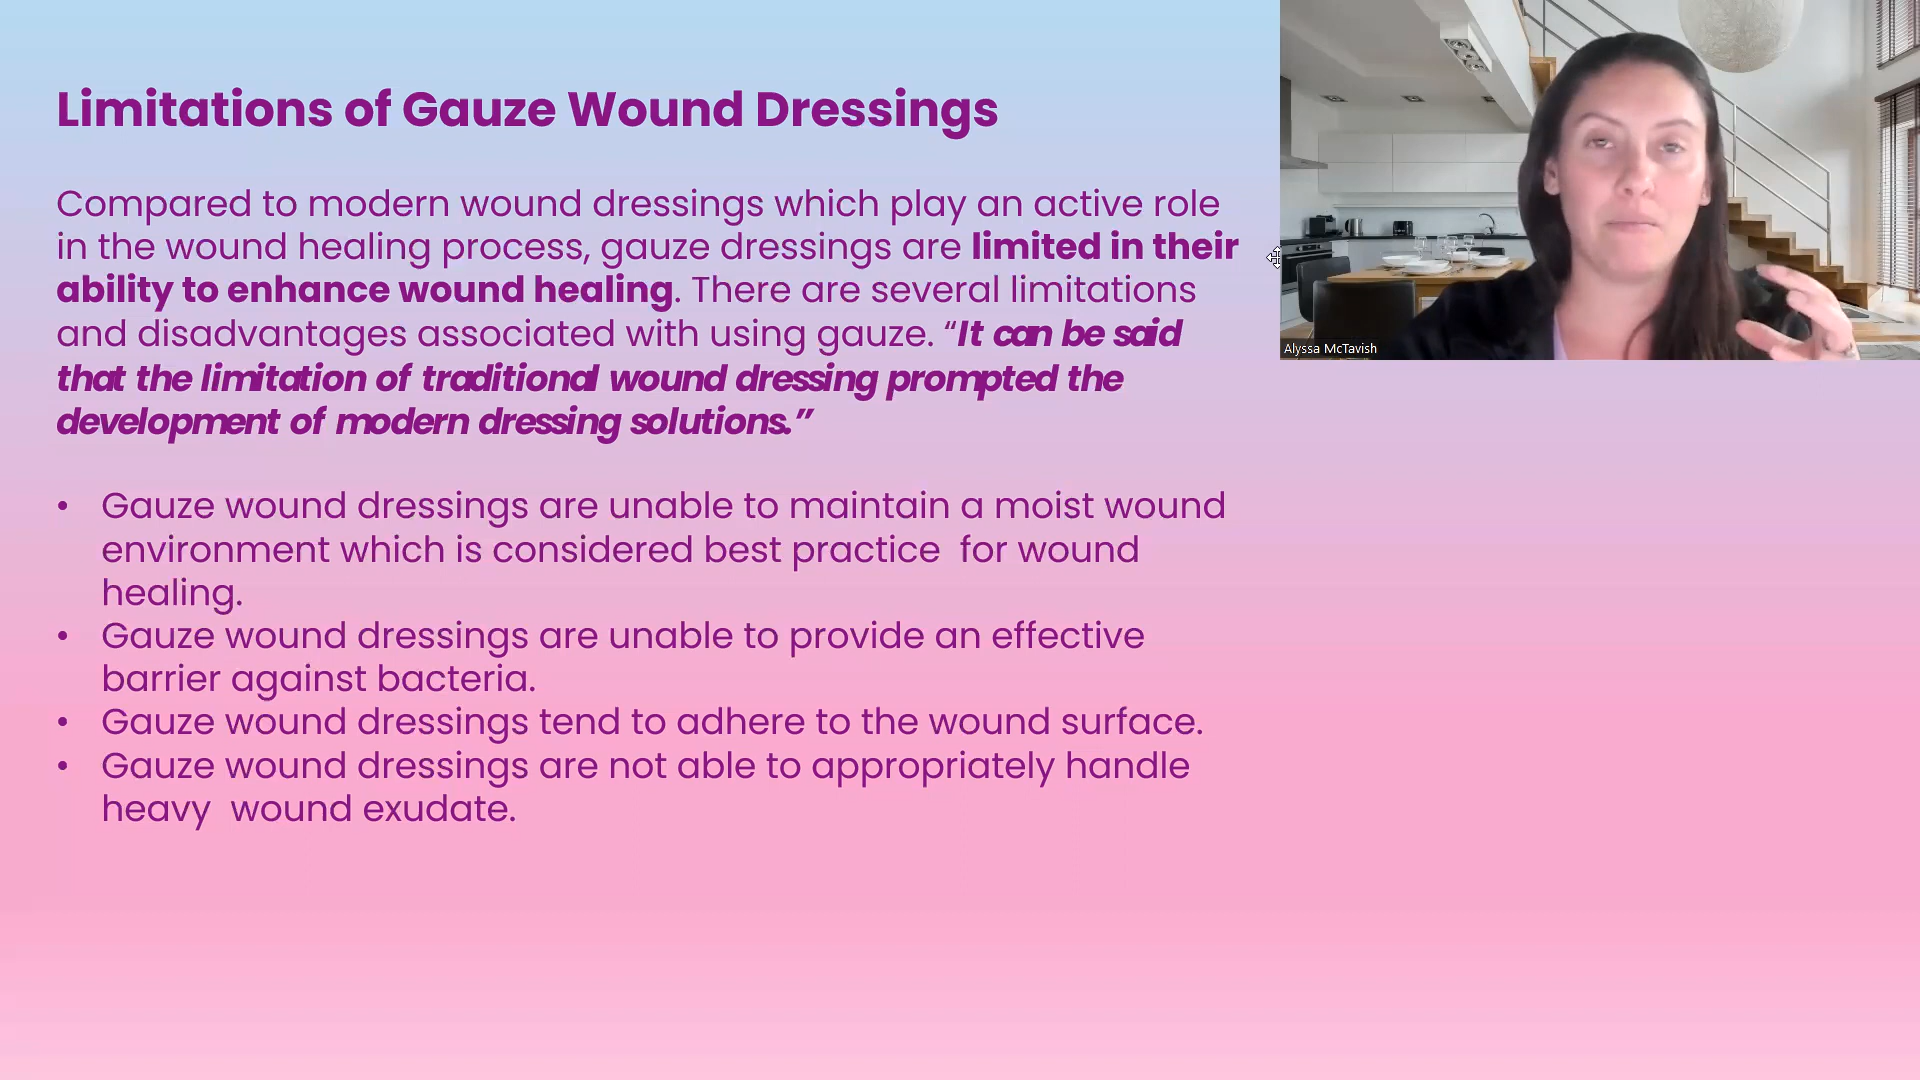 Limitations of Gauze Wound Dressings
Compared to modern wound dressings which play an active role
in the wound healing process, gauze dressings are limited in their
ability to enhance wound healing. There are several limitations
and disadvantages associated with using gauze. “It can be said
that the limitation of traditional wound dressing prompted the
development of modern dressing solutions.”
• Gauze wound dressings are unable to maintain a moist wound
environment which is considered best practice  for wound
healing.
• Gauze wound dressings are unable to provide an effective
barrier against bacteria.
• Gauze wound dressings tend to adhere to the wound surface.
• Gauze wound dressings are not able to appropriately handle
heavy  wound exudate.
Alyssa McTavish